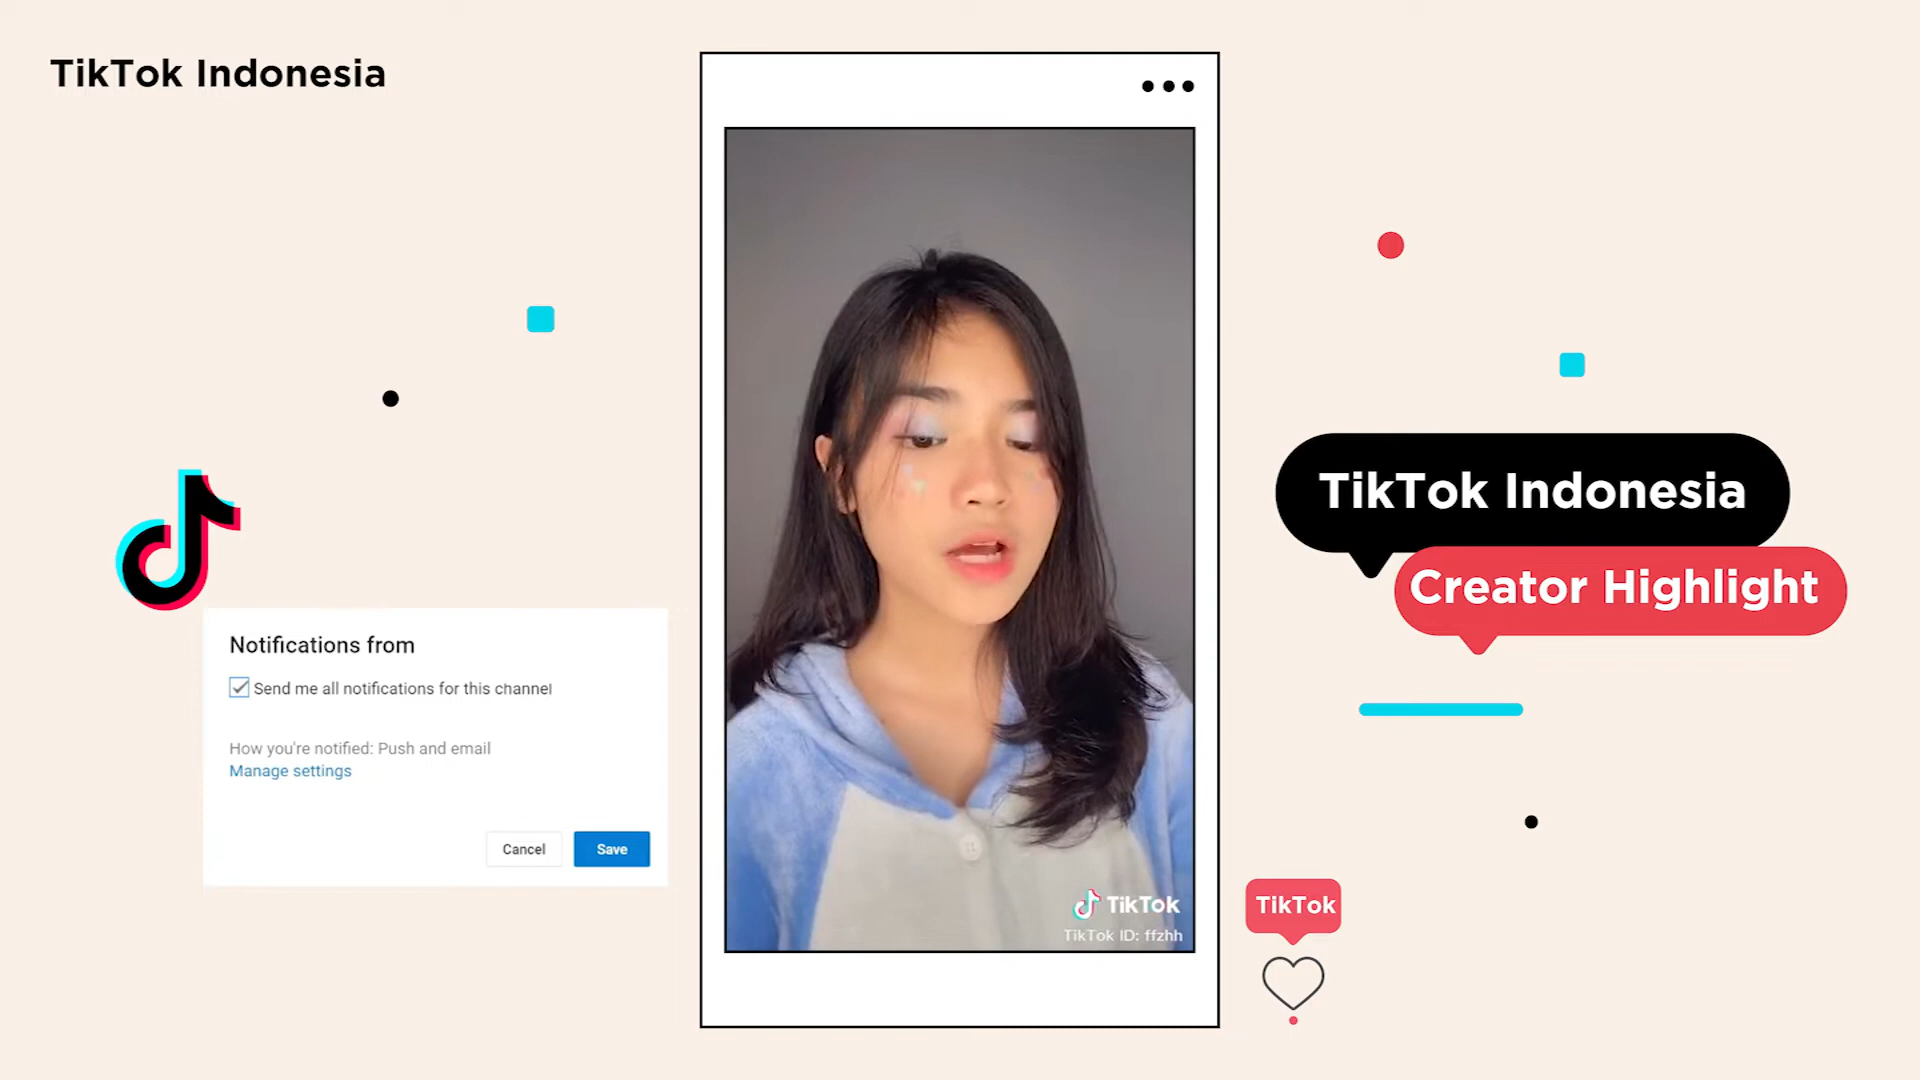 TikTok Indonesia
TikTok Indonesia
Creator Highlight
Notifications from
Send me all notifications for this channel
How you're notified: Push and email
Manage settings
Cancel
Save
TikTok
TikTok ID: ffzhh
TikTok